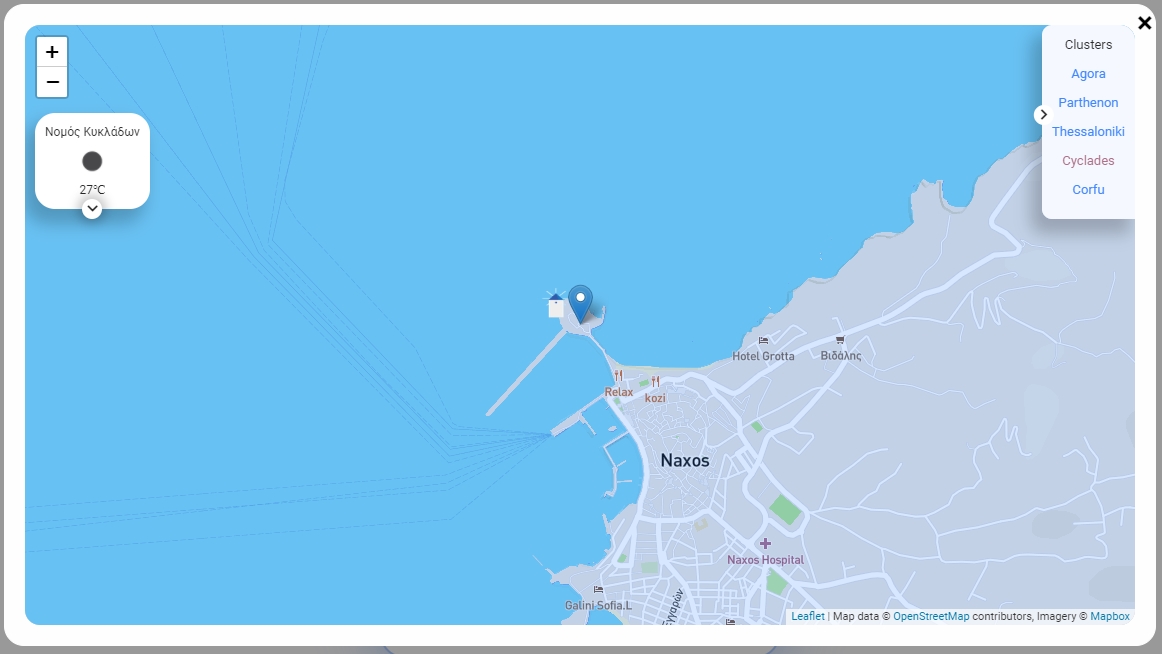 +
−
Νομός Κυκλάδων
27°C
Clusters
Agora
Parthenon
Thessaloniki
Cyclades
Corfu
Hotel Grotta
Βιδάλης
Relax
kozi
Naxos
Naxos Hospital
Galini Sofia.L
Εγγαρών
Leaflet | Map data © OpenStreetMap contributors, Imagery © Mapbox